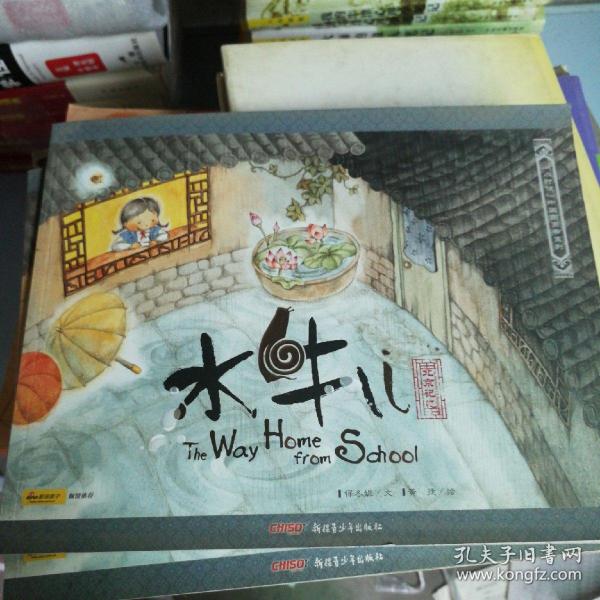 水牛儿
北京记忆
The Way Home
from School
保冬妮/文 黄捷/绘
CHISO 新疆青少年出版社
CHISO 新疆青少年出版社
孔夫子旧书网
www.kongfz.com